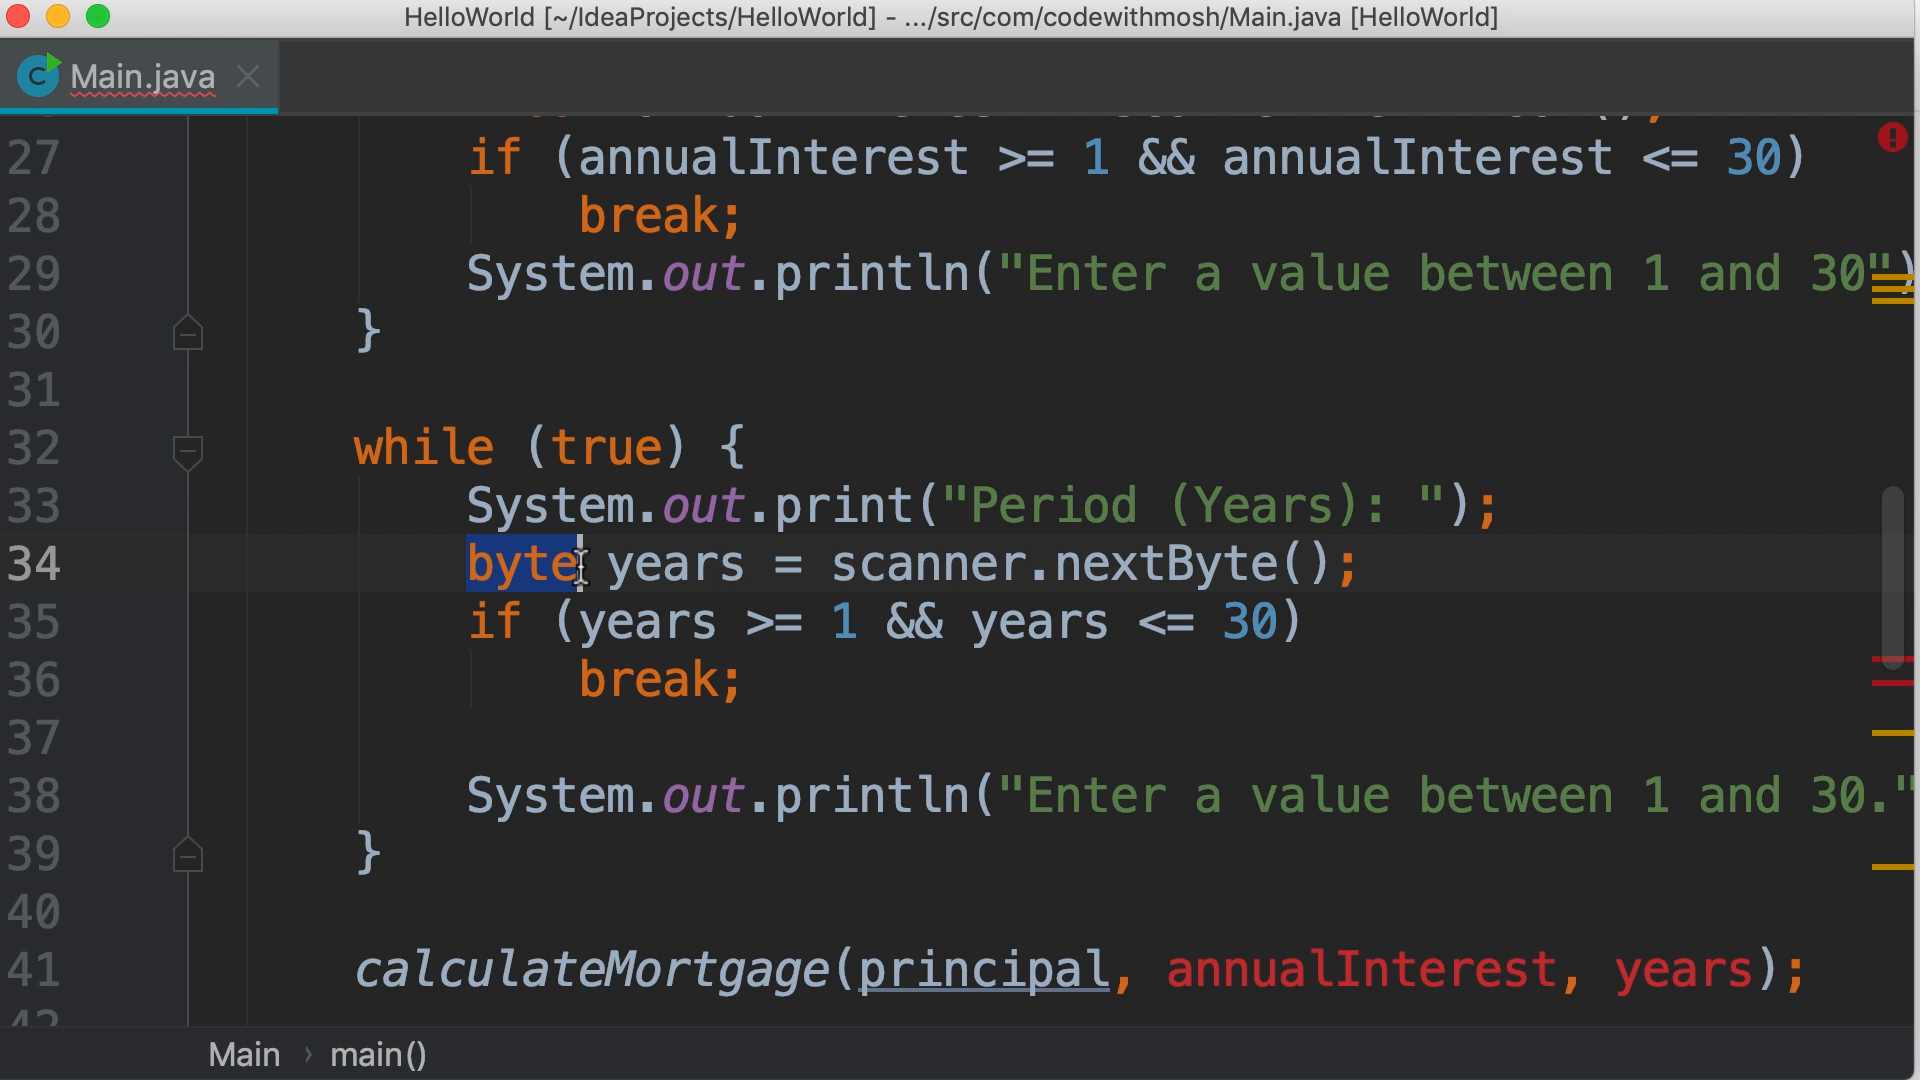 HelloWorld [~/IdeaProjects/HelloWorld] - .../src/com/codewithmosh/Main.java [HelloWorld]
Main.java
27 if (annualInterest >= 1 && annualInterest <= 30)
28 break;
29 System.out.println("Enter a value between 1 and 30")
30 }
31
32 while (true) {
33 System.out.print("Period (Years): ");
34 byte years = scanner.nextByte();
35 if (years >= 1 && years <= 30)
36 break;
37
38 System.out.println("Enter a value between 1 and 30."
39 }
40
41 calculateMortgage(principal, annualInterest, years);
42
Main › main()